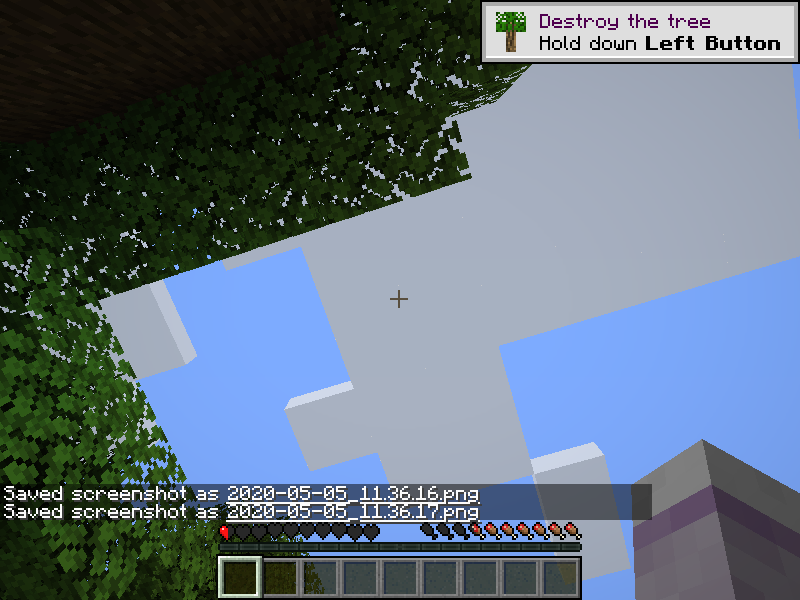 Destroy the tree
Hold down Left Button
Saved screenshot as 2020-05-05_11.36.16.png
Saved screenshot as 2020-05-05_11.36.17.png